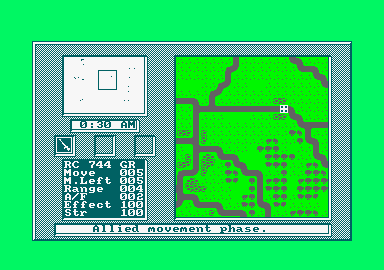 0:30 AM
RC 744 GR
Move 005
M.Left 005
Range 004
A/P 002
Effect 100
Str 100
Allied movement phase.